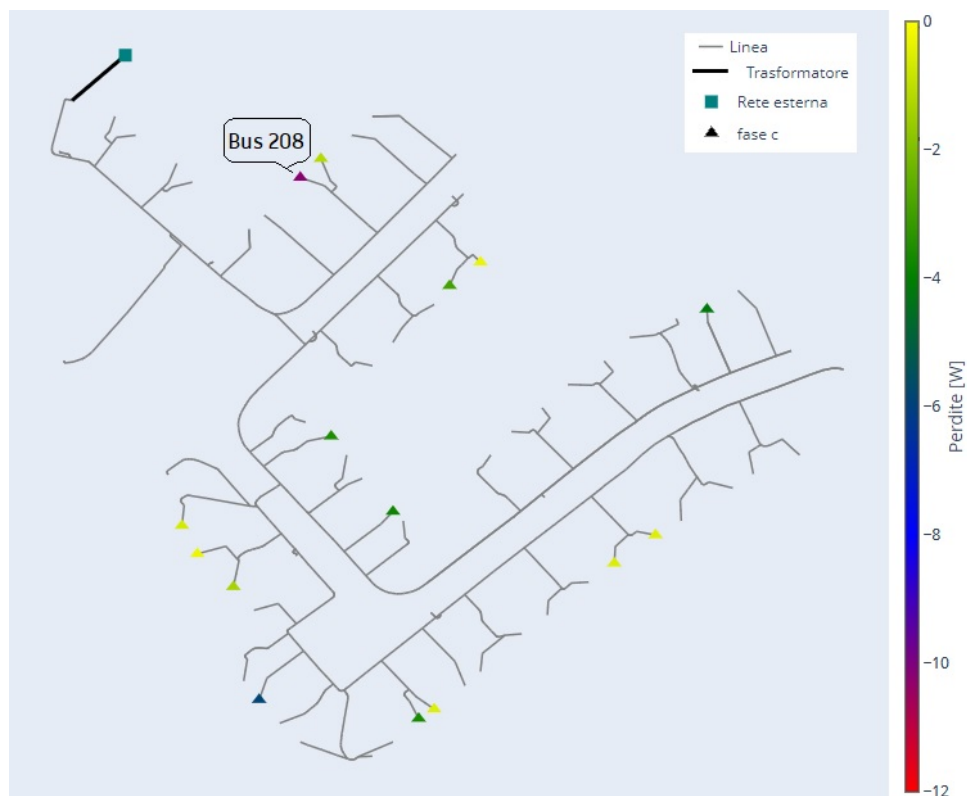 Bus 208
Linea
Trasformatore
Rete esterna
fase c
0
−2
−4
−6
−8
−10
−12
Perdite [W]